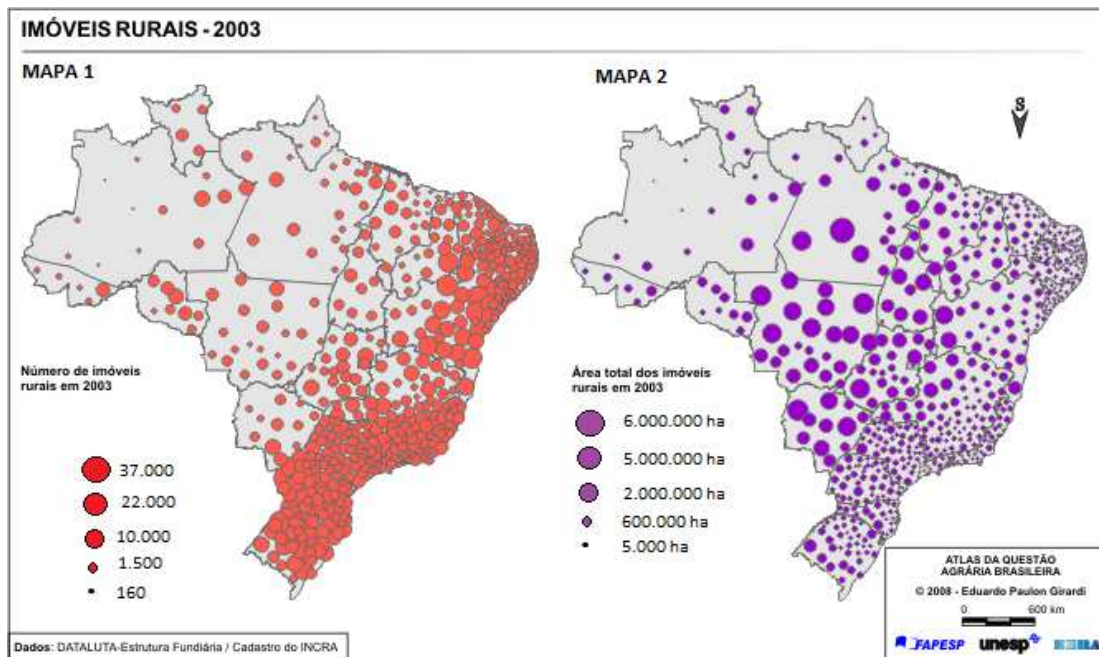 IMÓVEIS RURAIS - 2003
MAPA 1
MAPA 2
S
Número de imóveis
rurais em 2003
37.000
22.000
10.000
1.500
160
Área total dos imóveis
rurais em 2003
6.000.000 ha
5.000.000 ha
2.000.000 ha
600.000 ha
5.000 ha
ATLAS DA QUESTÃO
AGRÁRIA BRASILEIRA
© 2008 - Eduardo Paulon Girardi
0 600 km
FAPESP unesp
Dados: DATALUTA-Estrutura Fundiária / Cadastro do INCRA